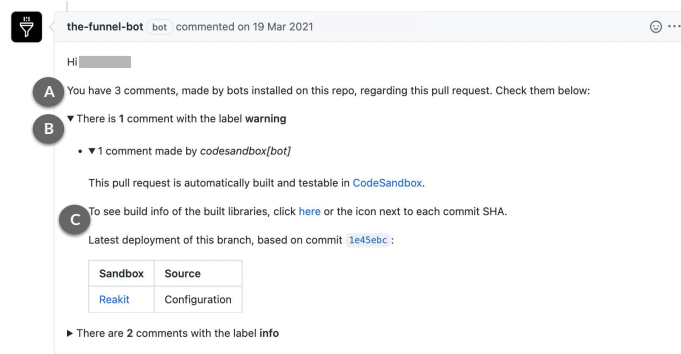 the-funnel-bot bot commented on 19 Mar 2021
Hi
A You have 3 comments, made by bots installed on this repo, regarding this pull request. Check them below:
B ▼ There is 1 comment with the label warning
• ▼ 1 comment made by codesandbox[bot]
This pull request is automatically built and testable in CodeSandbox.
C To see build info of the built libraries, click here or the icon next to each commit SHA.
Latest deployment of this branch, based on commit 1e45ebc :
Sandbox Source
Reakit Configuration
▶ There are 2 comments with the label info